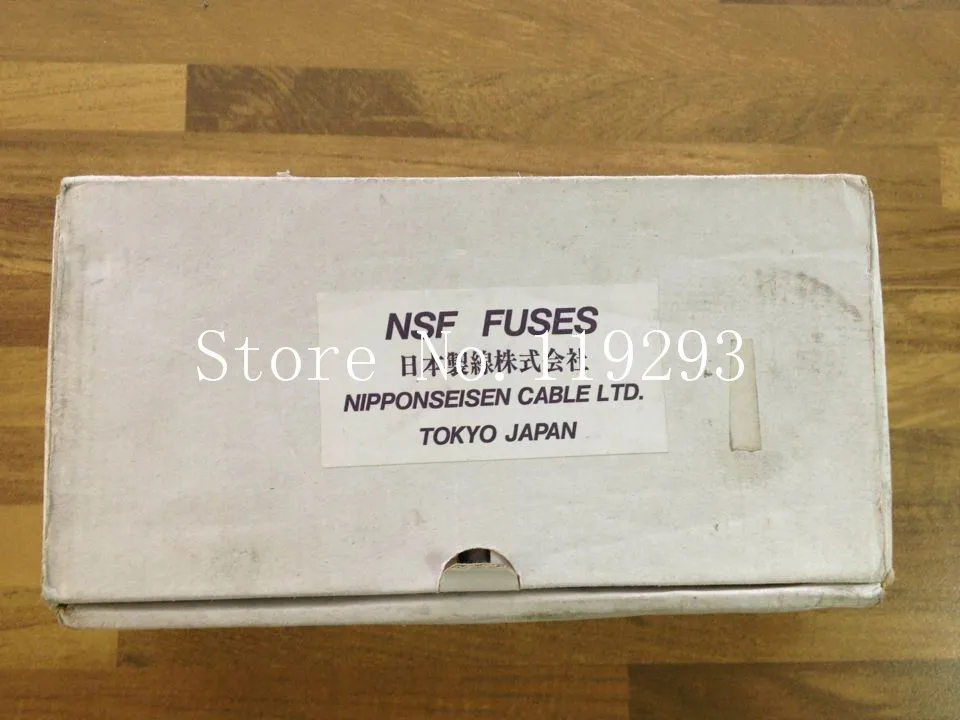 NSF FUSES
Store No.:119293
日本製線株式会社
NIPPONSEISEN CABLE LTD.
TOKYO JAPAN